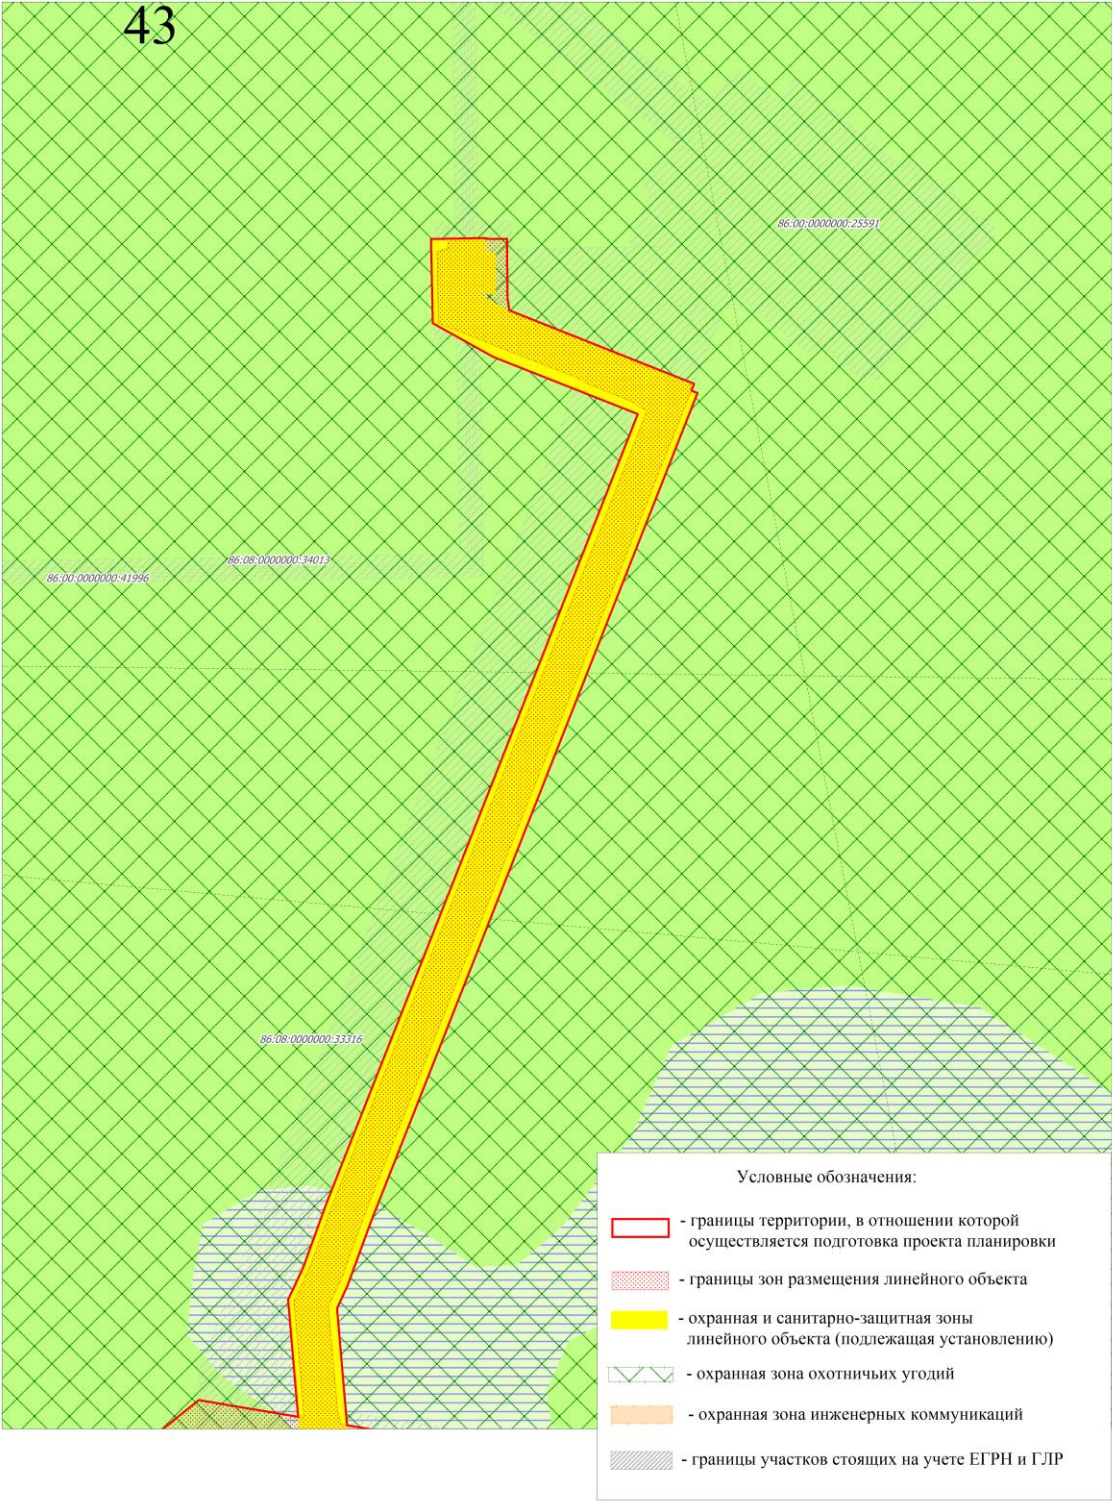 43
86:00:0000000:25591
86:08:0000000:34013
86:00:0000000:41996
86:08:0000000:33316
Условные обозначения:
- границы территории, в отношении которой
осуществляется подготовка проекта планировки
- границы зон размещения линейного объекта
- охранная и санитарно-защитная зоны
линейного объекта (подлежащая установлению)
- охранная зона охотничьих угодий
- охранная зона инженерных коммуникаций
- границы участков стоящих на учете ЕГРН и ГЛР